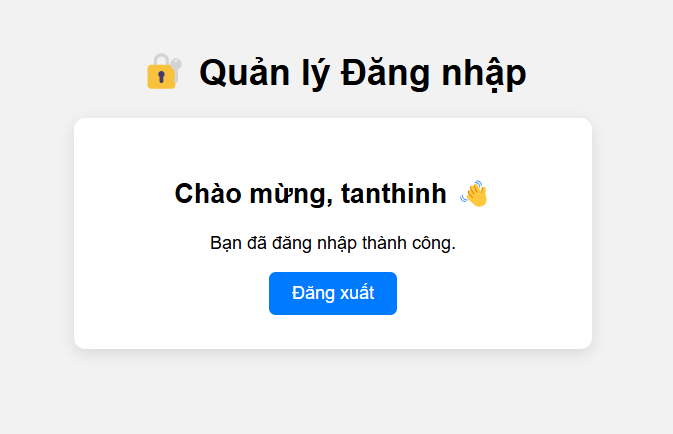 🔐 Quản lý Đăng nhập
Chào mừng, tanthinh 👋
Bạn đã đăng nhập thành công.
Đăng xuất